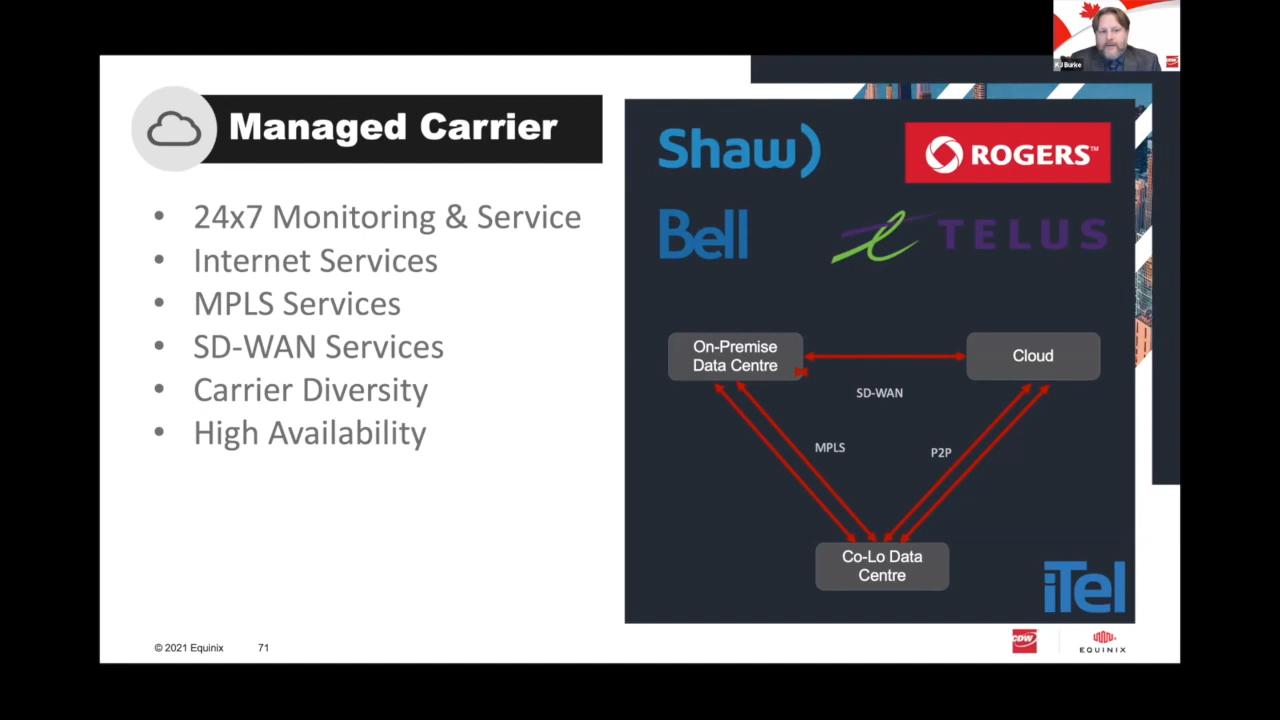 KJ Burke
CDW
Managed Carrier
• 24x7 Monitoring & Service
• Internet Services
• MPLS Services
• SD-WAN Services
• Carrier Diversity
• High Availability
Shaw)
ROGERS™
Bell
TELUS
On-Premise
Data Centre
Cloud
SD-WAN
MPLS
P2P
Co-Lo Data
Centre
iTel
© 2021 Equinix
71
CDW
EQUINIX